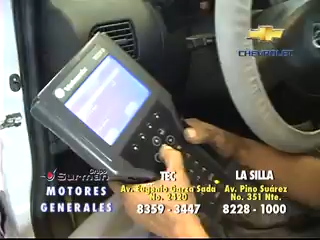 CHEVROLET
Grupo
Surman
MOTORES
GENERALES
TEC
Av. Eugenio Garza Sada
No. 2420
8359 - 3447
LA SILLA
Av. Pino Suárez
No. 351 Nte.
8228 - 1000